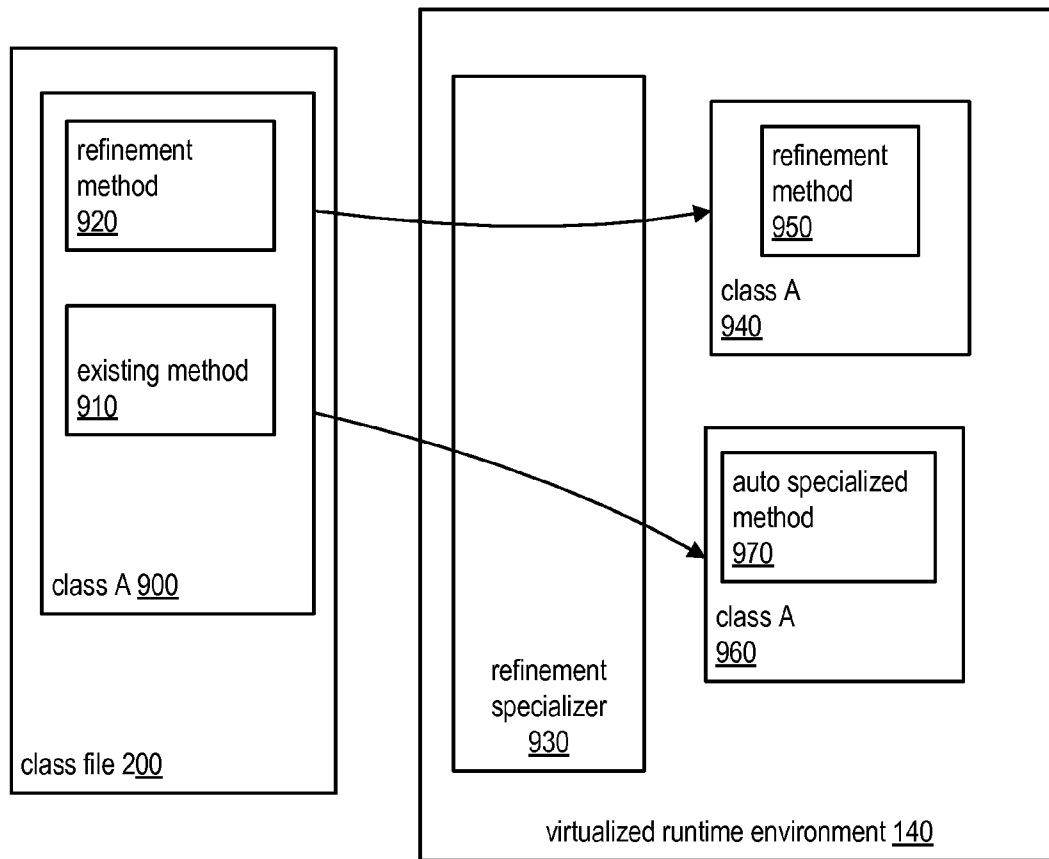 refinement
method
920
existing method
910
class A 900
class file 200
refinement
specializer
930
refinement
method
950
class A
940
auto specialized
method
970
class A
960
virtualized runtime environment 140